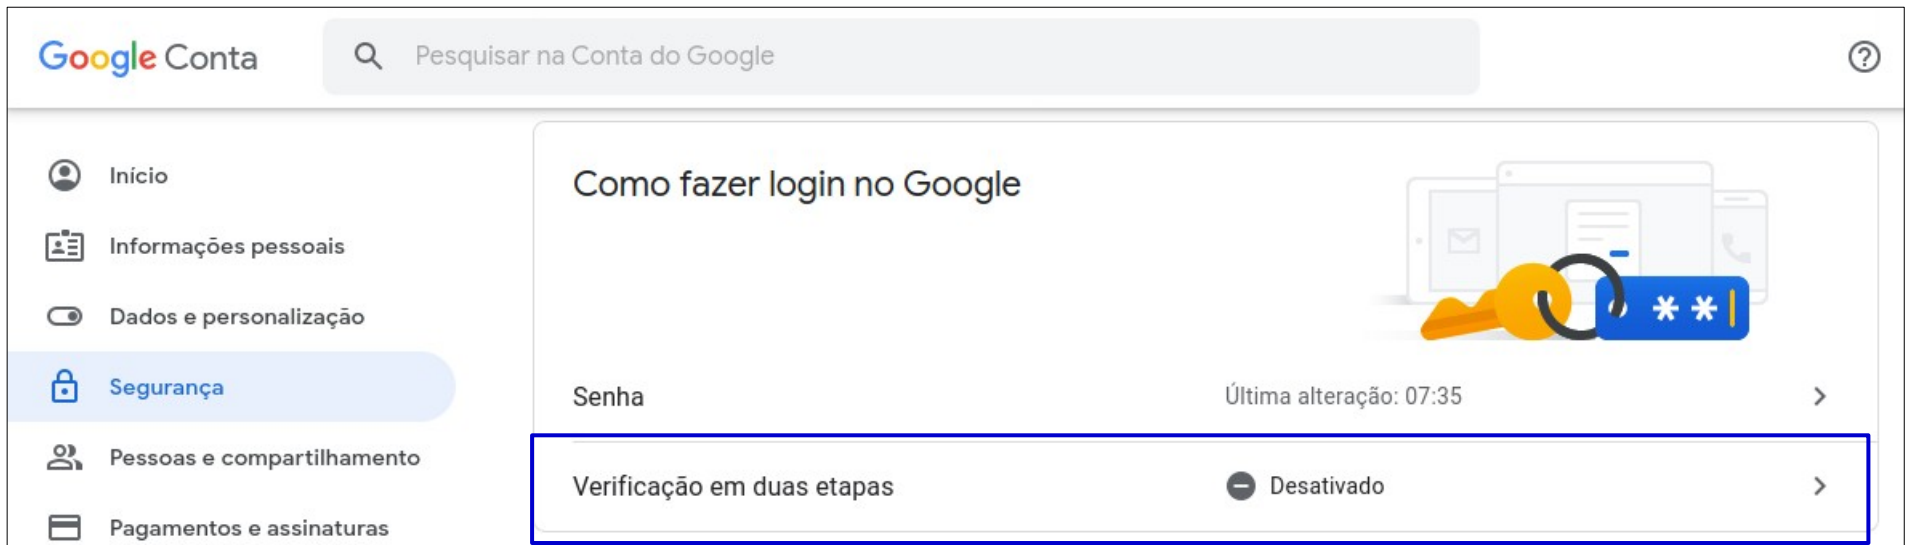 Google Conta
Pesquisar na Conta do Google
Início
Informações pessoais
Dados e personalização
Segurança
Pessoas e compartilhamento
Pagamentos e assinaturas
Como fazer login no Google
**
Senha Última alteração: 07:35
Verificação em duas etapas Desativado